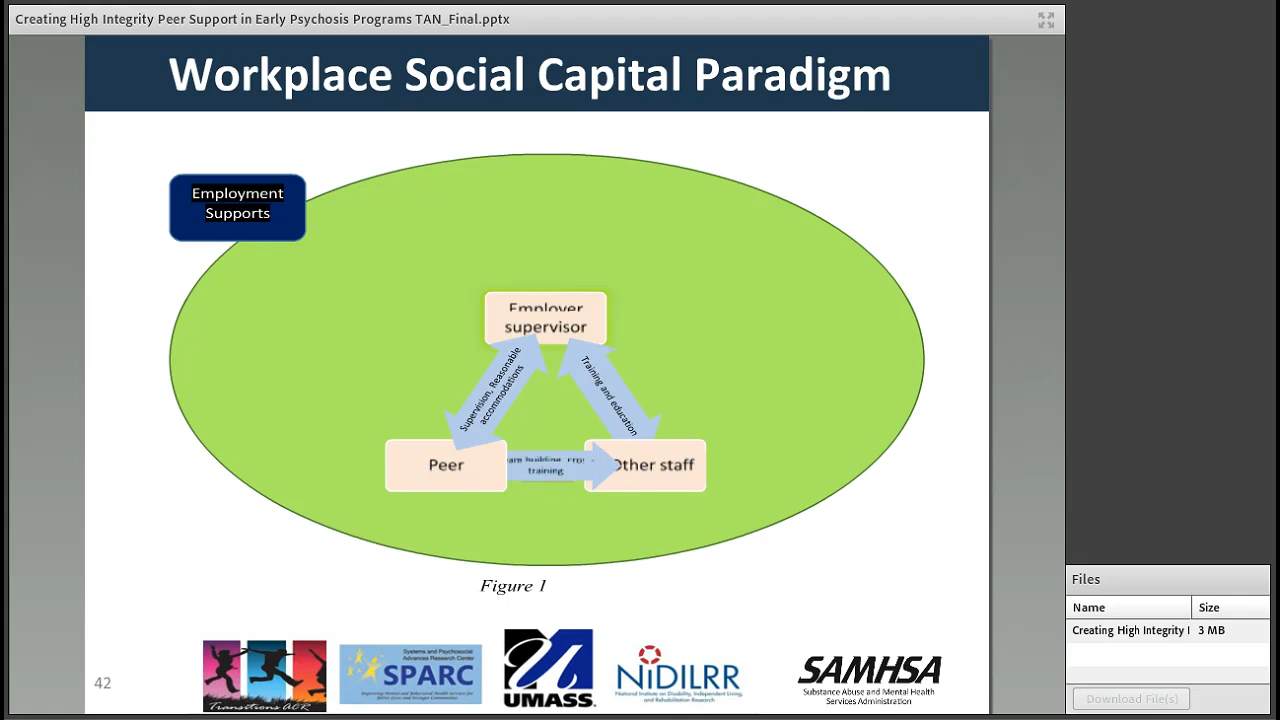 Creating High Integrity Peer Support in Early Psychosis Programs TAN_Final.pptx
Workplace Social Capital Paradigm
Employment
Supports
Employer
supervisor
Supervision, Reasonable
accommodations
Training and education
Peer
building,
training
Other staff
Figure 1
42
Transitions ACR
Systems and Psychosocial
Advances Research Center
SPARC
UMASS
NIDILRR
National Institute on Disability, Independent Living,
and Rehabilitation Research
SAMHSA
Substance Abuse and Mental Health
Services Administration
Files
Name Size
Creating High Integrity 3 MB
Download File(s)